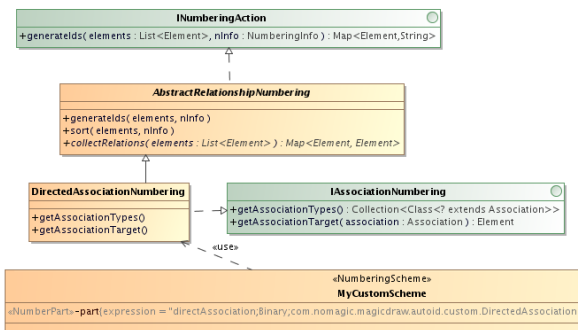 INumberingAction
+generateIds( elements : List<Element>, nInfo : NumberingInfo ) : Map<Element,String>
AbstractRelationshipNumbering
+generateIds( elements, nInfo )
+sort( elements, nInfo )
+collectRelations( elements : List<Element> ) : Map<Element, Element>
DirectedAssociationNumbering
+getAssociationTypes()
+getAssociationTarget()
IAssociationNumbering
+getAssociationTypes() : Collection<Class<? extends Association>>
+getAssociationTarget( association : Association ) : Element
«use»
«NumberingScheme»
MyCustomScheme
«NumberPart»-part(expression = "directAssociation;Binary;com.nomagic.magicdraw.autoid.custom.DirectedAssociation